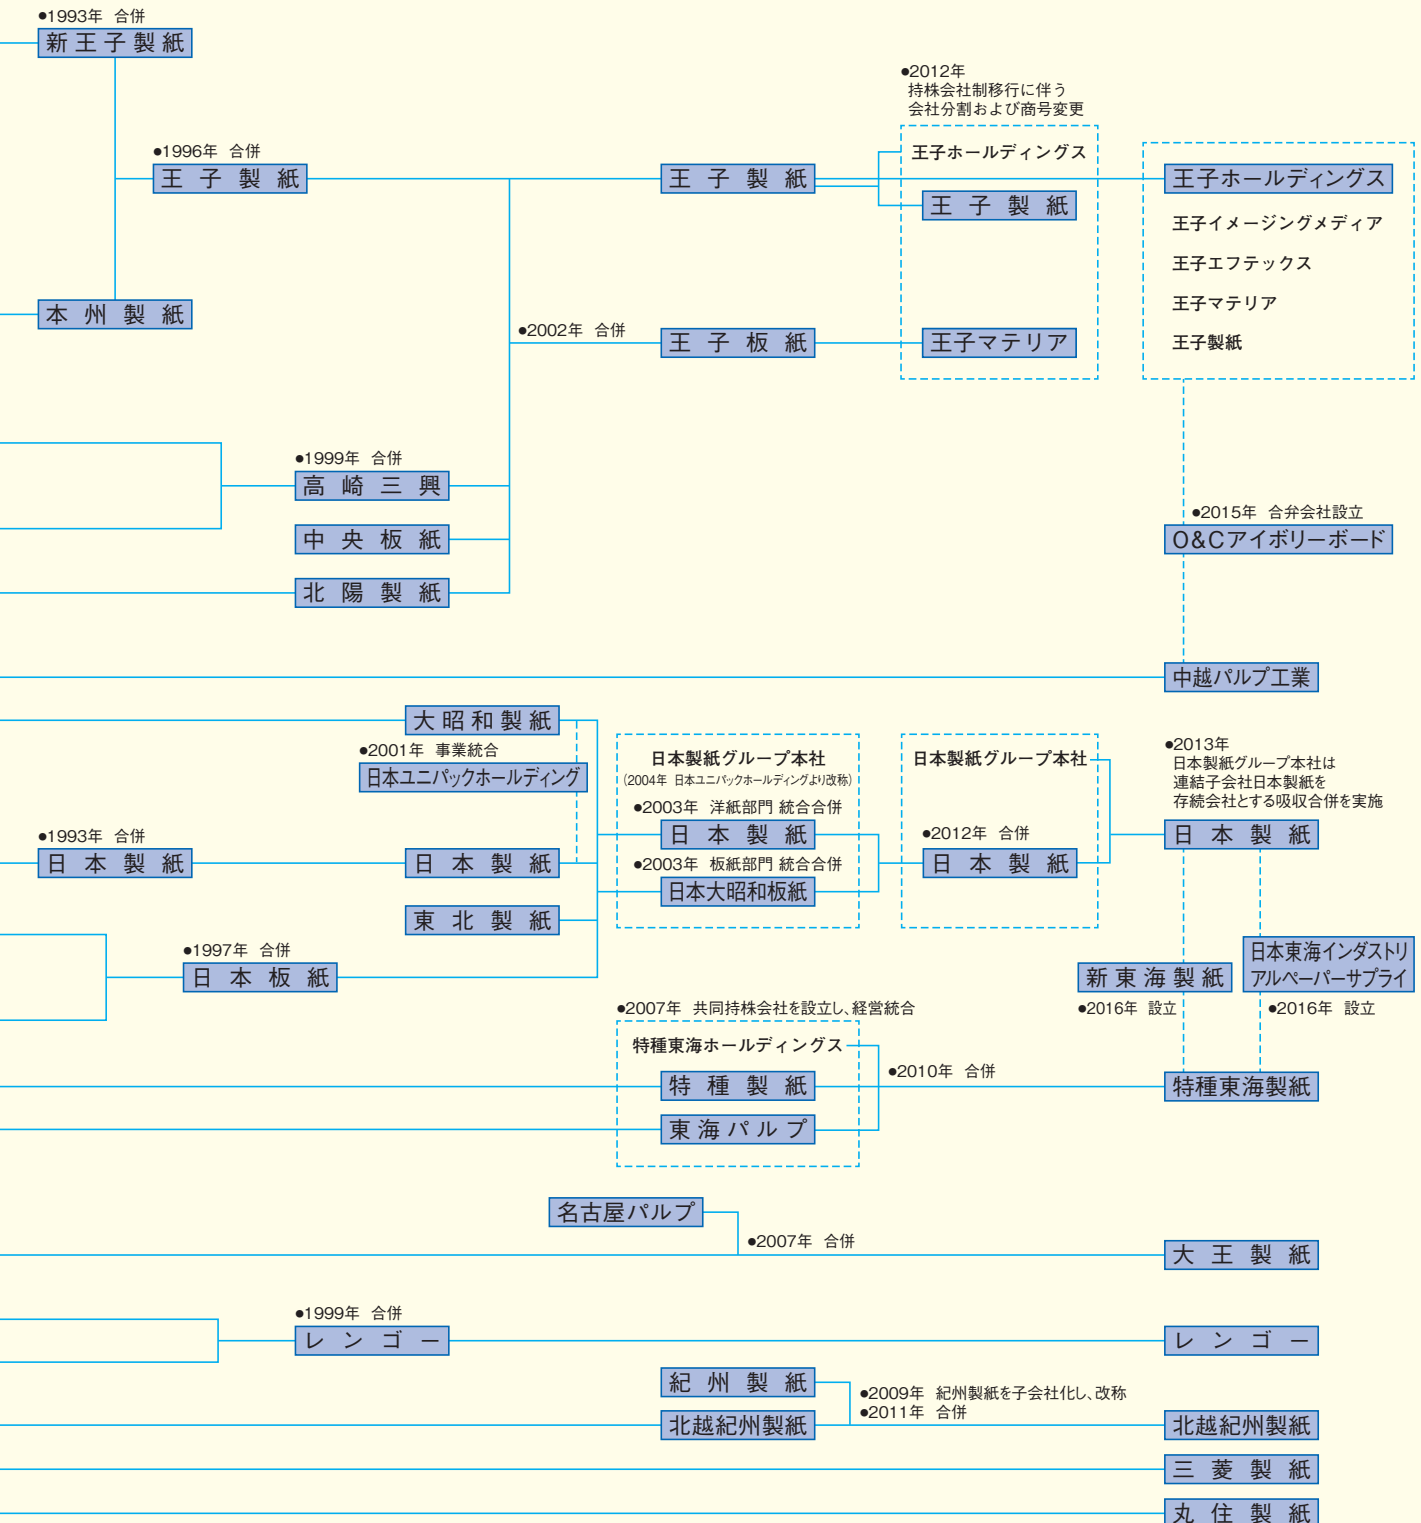 ●1993年 合併
新王子製紙
●2012年
持株会社制移行に伴う
会社分割および商号変更
●1996年 合併
王子製紙
王子製紙
王子ホールディングス
王子製紙
王子ホールディングス
王子イメージングメディア
王子エフテックス
王子マテリア
王子製紙
本州製紙
●2002年 合併
王子板紙
王子マテリア
●1999年 合併
高崎三興
中央板紙
北陽製紙
●2015年 合弁会社設立
O&Cアイボリーボード
中越パルプ工業
大昭和製紙
●2001年 事業統合
日本ユニパックホールディング
日本製紙グループ本社
(2004年 日本ユニパックホールディングより改称)
●2003年 洋紙部門 統合合併
日本製紙
●2003年 板紙部門 統合合併
日本大昭和板紙
日本製紙グループ本社
●2012年 合併
日本製紙
●2013年
日本製紙グループ本社は
連結子会社日本製紙を
存続会社とする吸収合併を実施
日本製紙
●1993年 合併
日本製紙
日本製紙
東北製紙
●1997年 合併
日本板紙
新東海製紙
●2016年 設立
日本東海インダストリ
アルペーパーサプライ
●2016年 設立
●2007年 共同持株会社を設立し、経営統合
特種東海ホールディングス
特種製紙
東海パルプ
●2010年 合併
特種東海製紙
名古屋パルプ
●2007年 合併
大王製紙
●1999年 合併
レンゴー
レンゴー
紀州製紙
●2009年 紀州製紙を子会社化し、改称
●2011年 合併
北越紀州製紙
北越紀州製紙
三菱製紙
丸住製紙